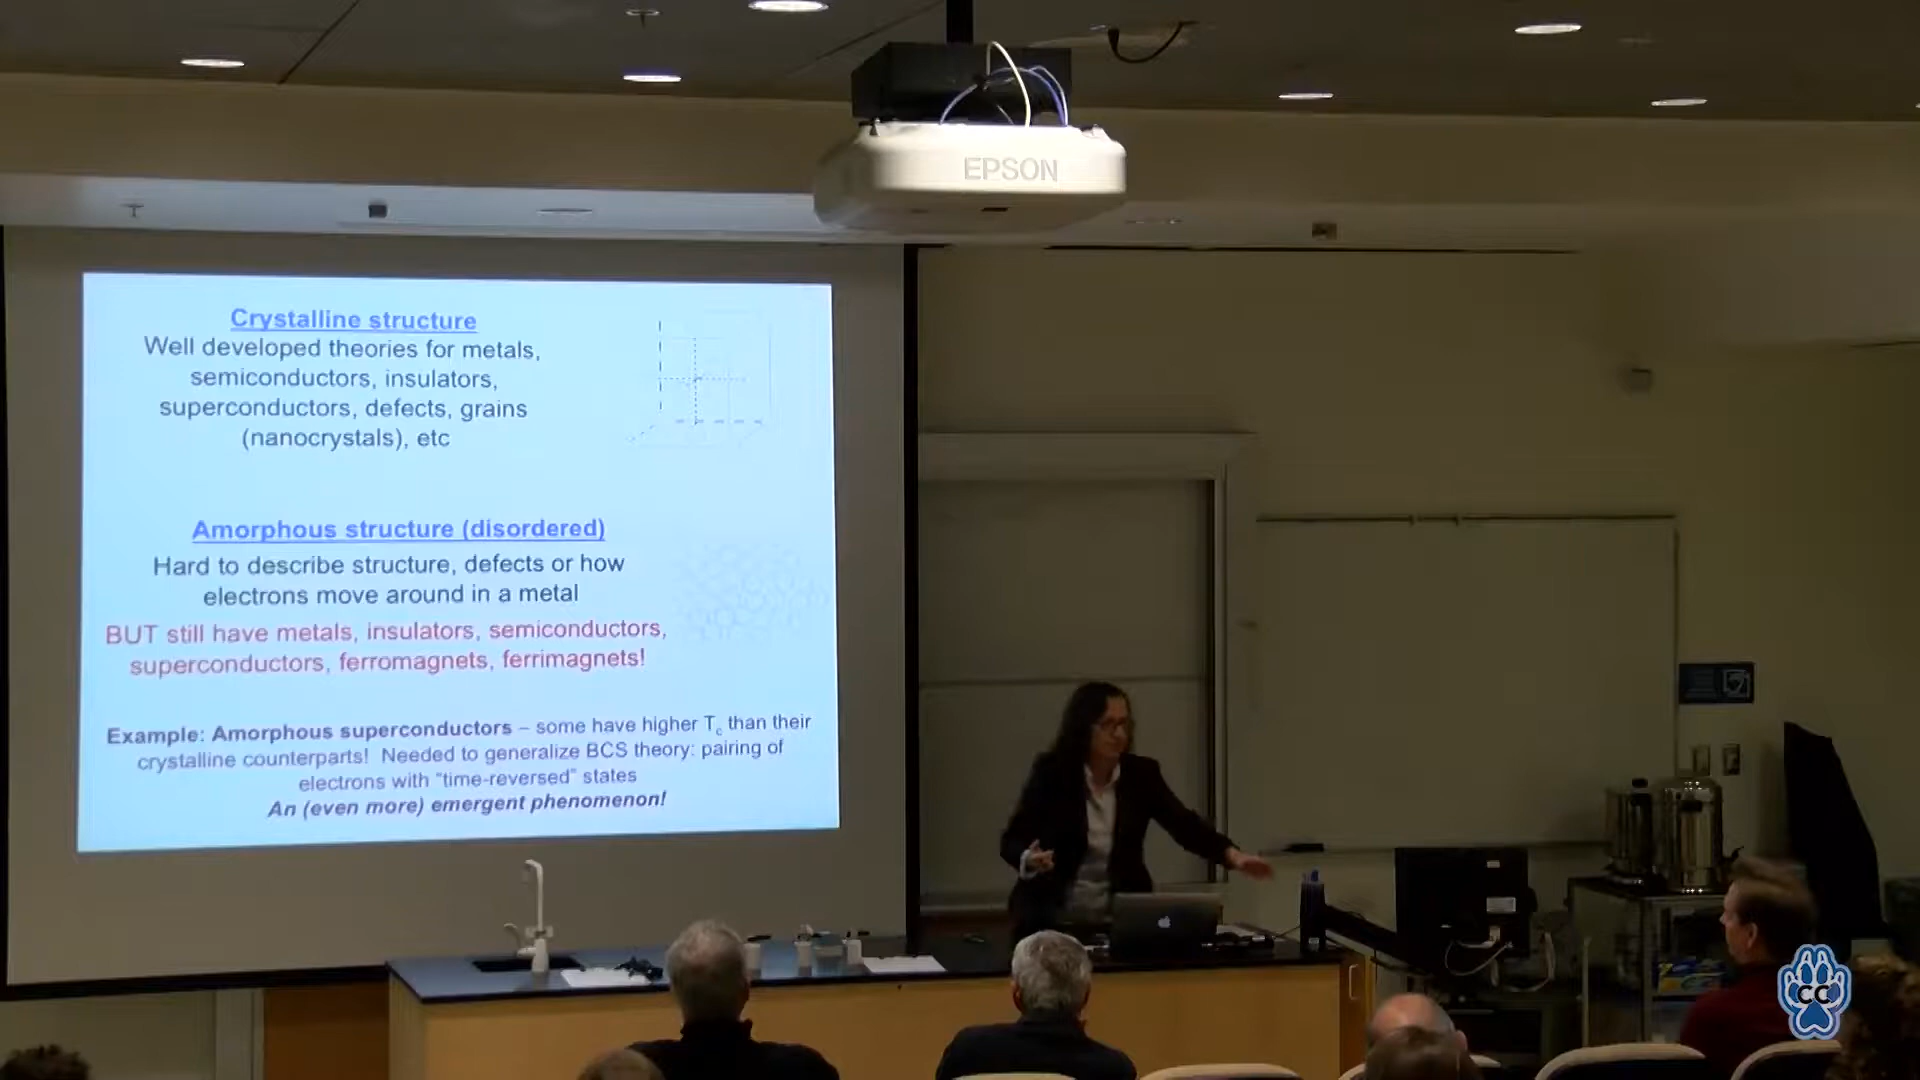 EPSON
Crystalline structure
Well developed theories for metals,
semiconductors, insulators,
superconductors, defects, grains
(nanocrystals), etc
Amorphous structure (disordered)
Hard to describe structure, defects or how
electrons move around in a metal
BUT still have metals, insulators, semiconductors,
superconductors, ferromagnets, ferrimagnets!
Example: Amorphous superconductors – some have higher Tc than their
crystalline counterparts! Needed to generalize BCS theory: pairing of
electrons with "time-reversed" states
An (even more) emergent phenomenon!
CC